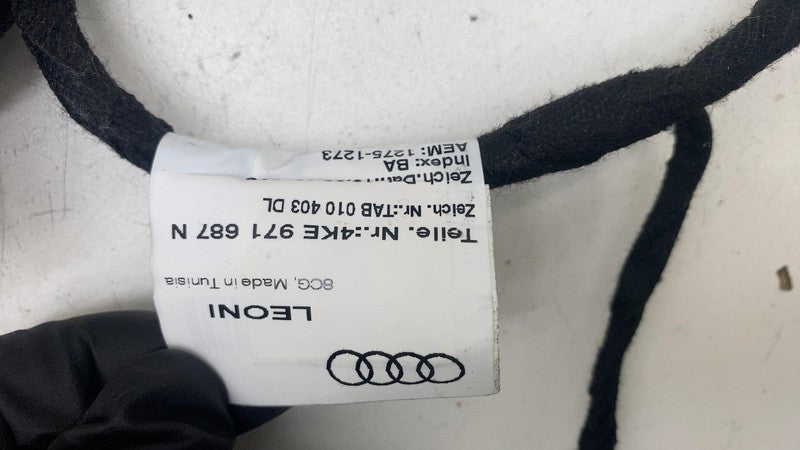 LEONI
8CG, Made in Tunisia
Teile. Nr.:4KE 971 687 N
Zeich. Nr.:TAB 010 403 DL
Index: BA
AEM: 1275-1273